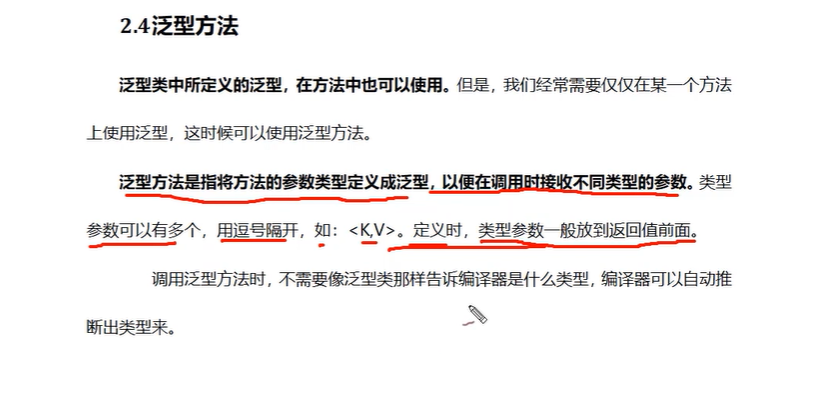 2.4泛型方法
泛型类中所定义的泛型，在方法中也可以使用。但是，我们经常需要仅仅在某一个方法
上使用泛型，这时候可以使用泛型方法。
泛型方法是指将方法的参数类型定义成泛型，以便在调用时接收不同类型的参数。类型
参数可以有多个，用逗号隔开，如：<K,V>。定义时，类型参数一般放到返回值前面。
调用泛型方法时，不需要像泛型类那样告诉编译器是什么类型，编译器可以自动推
断出类型来。